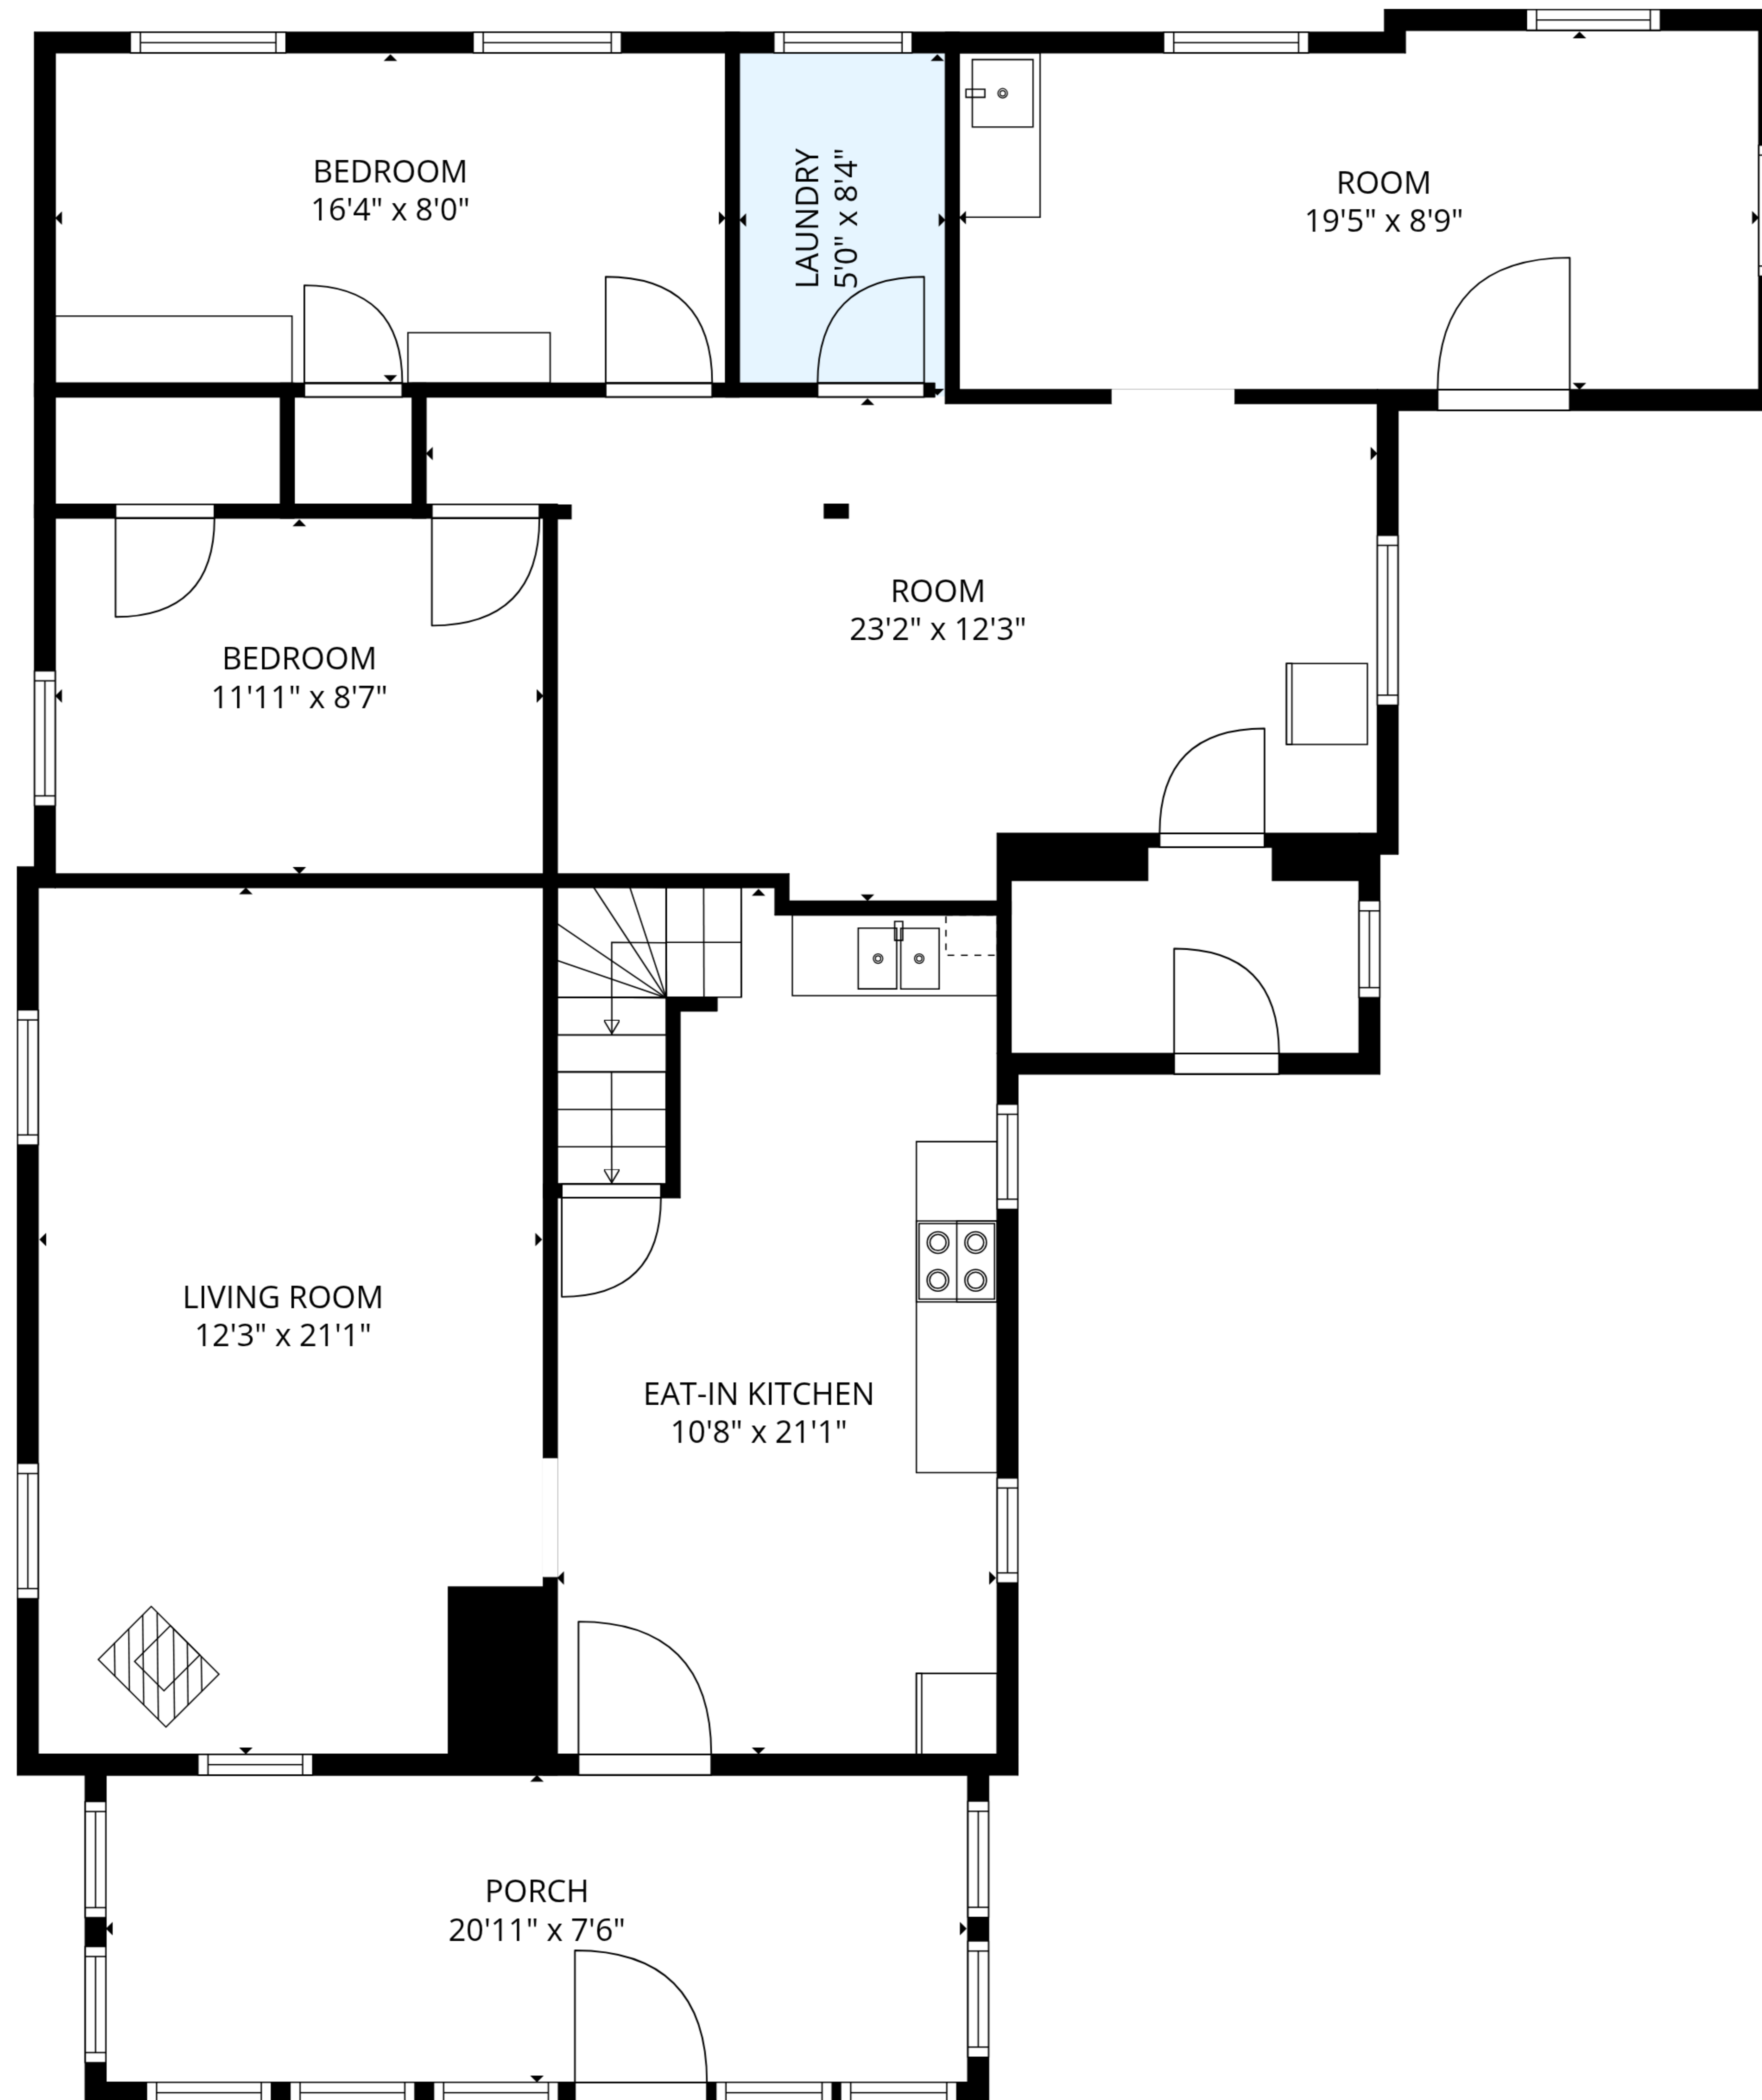 BEDROOM
16'4" x 8'0"
LAUNDRY
5'0" x 8'4"
ROOM
19'5" x 8'9"
ROOM
23'2" x 12'3"
BEDROOM
11'11" x 8'7"
LIVING ROOM
12'3" x 21'1"
EAT-IN KITCHEN
10'8" x 21'1"
PORCH
20'11" x 7'6"